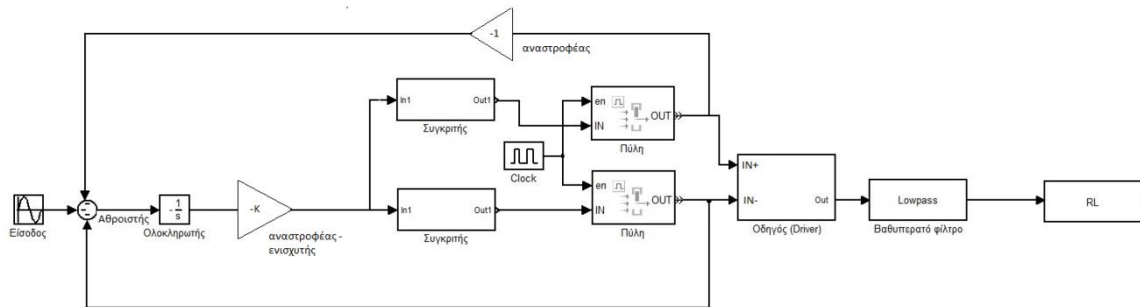 -1
αναστροφέας
In1
Out1
Συγκριτής
en
IN
OUT
Πύλη
Clock
en
IN
OUT
Πύλη
IN+
IN-
Out
Οδηγός (Driver)
Lowpass
Βαθυπερατό φίλτρο
RL
Είσοδος
Αθροιστής
- 1
s
Ολοκληρωτής
-K
αναστροφέας -
ενισχυτής
In1
Out1
Συγκριτής